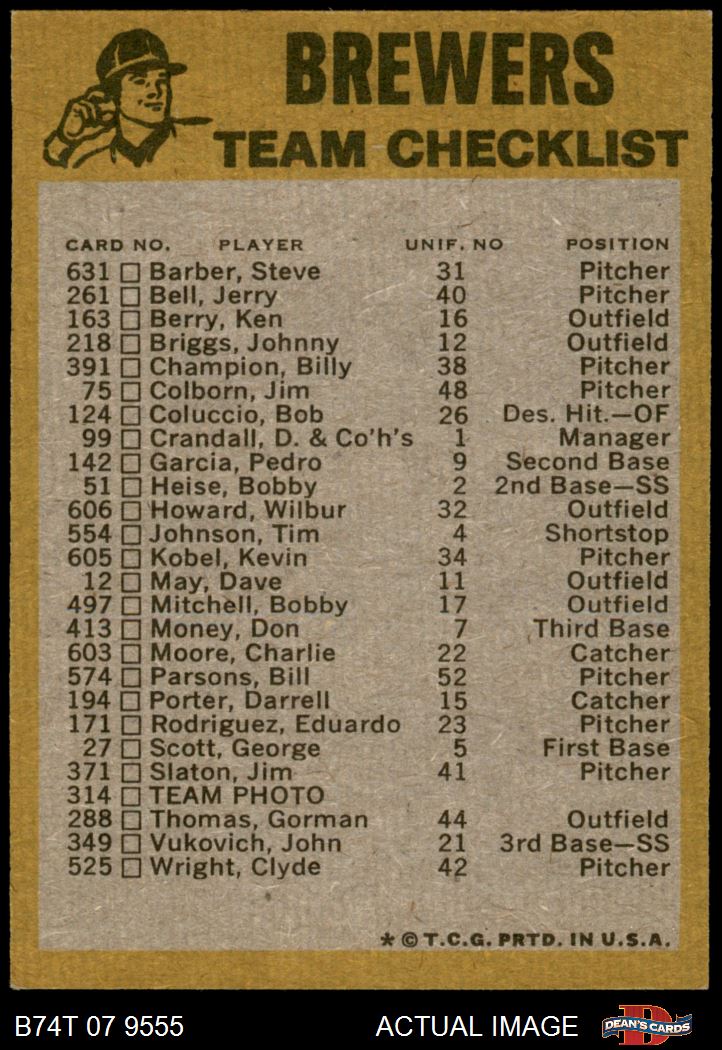 BREWERS
TEAM CHECKLIST
CARD NO. PLAYER UNIF. NO POSITION
631 Barber, Steve 31 Pitcher
261 Bell, Jerry 40 Pitcher
163 Berry, Ken 16 Outfield
218 Briggs, Johnny 12 Outfield
391 Champion, Billy 38 Pitcher
75 Colborn, Jim 48 Pitcher
124 Coluccio, Bob 26 Des. Hit.—OF
99 Crandall, D. & Co'h's 1 Manager
142 Garcia, Pedro 9 Second Base
51 Heise, Bobby 2 2nd Base—SS
606 Howard, Wilbur 32 Outfield
554 Johnson, Tim 4 Shortstop
605 Kobel, Kevin 34 Pitcher
12 May, Dave 11 Outfield
497 Mitchell, Bobby 17 Outfield
413 Money, Don 7 Third Base
603 Moore, Charlie 22 Catcher
574 Parsons, Bill 52 Pitcher
194 Porter, Darrell 15 Catcher
171 Rodriguez, Eduardo 23 Pitcher
27 Scott, George 5 First Base
371 Slaton, Jim 41 Pitcher
314 TEAM PHOTO
288 Thomas, Gorman 44 Outfield
349 Vukovich, John 21 3rd Base—SS
525 Wright, Clyde 42 Pitcher
* © T.C.G. PRTD. IN U.S.A.
B74T 07 9555 ACTUAL IMAGE DEAN'S CARDS